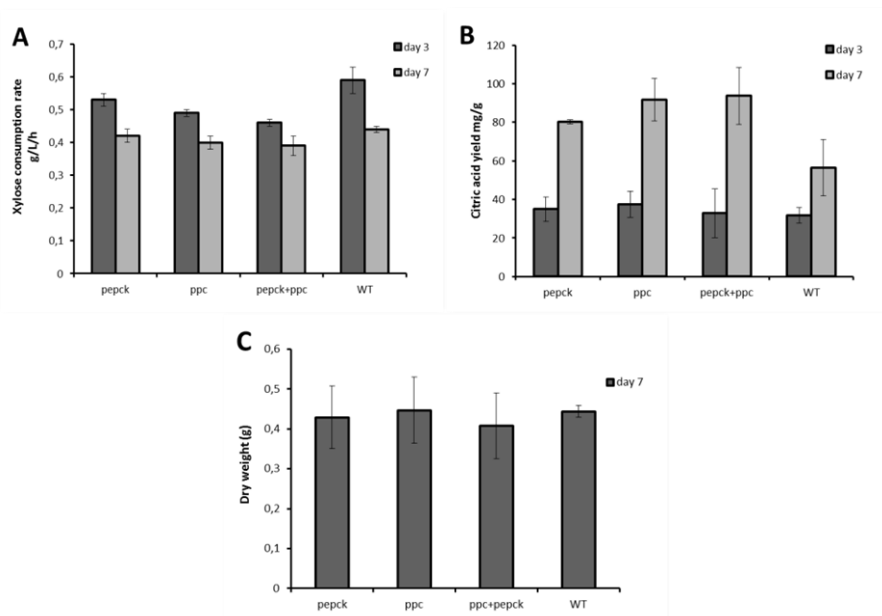 A
Xylose consumption rate
g/L/h
0,7
0,6
0,5
0,4
0,3
0,2
0,1
0
pepck
ppc
pepck+ppc
WT
day 3
day 7
B
Citric acid yield mg/g
120
100
80
60
40
20
0
pepck
ppc
pepck+ppc
WT
day 3
day 7
C
Dry weight (g)
0,6
0,5
0,4
0,3
0,2
0,1
0
pepck
ppc
ppc+pepck
WT
day 7